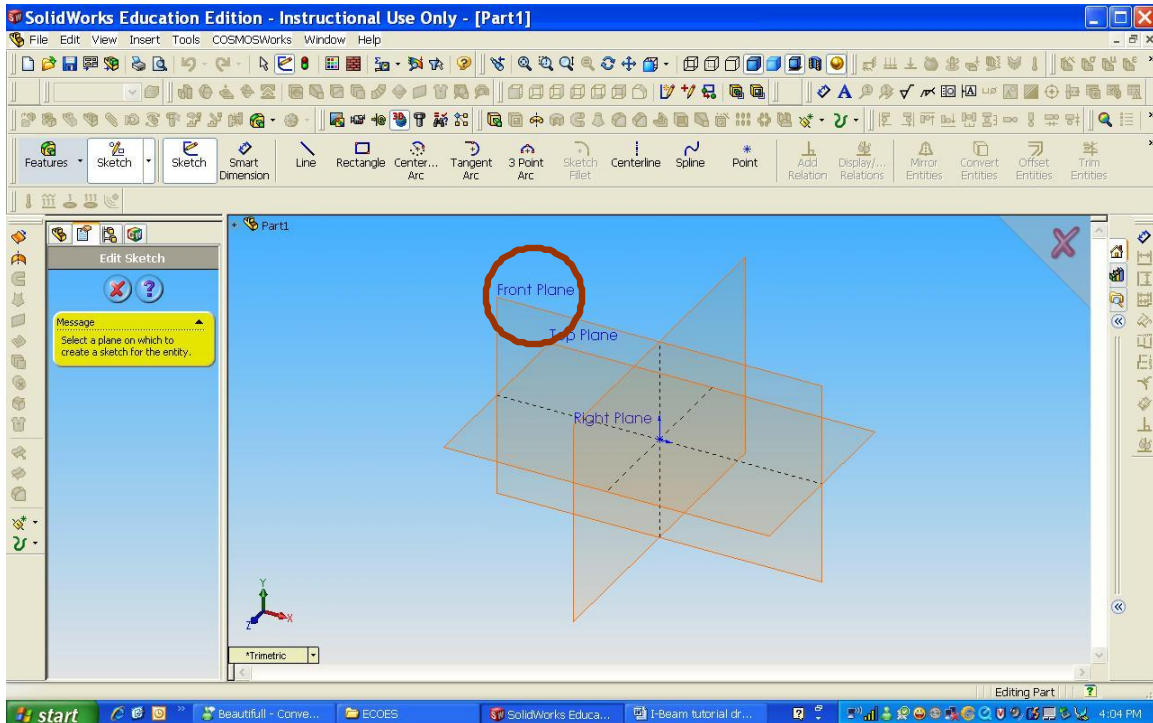 SolidWorks Education Edition - Instructional Use Only - [Part1]
File Edit View Insert Tools COSMOSWorks Window Help
Features Sketch Sketch Smart Dimension Line Rectangle Center... Arc Tangent Arc 3 Point Arc Sketch Fillet Centerline Spline Point Add Relation Display/... Relations Mirror Entities Convert Entities Offset Entities Trim Entities
Part1
Edit Sketch
Message
Select a plane on which to
create a sketch for the entity.
Front Plane
Top Plane
Right Plane
Y
X
Z
*Trimetric
Editing Part
start Beautifull - Conve... ECOES SolidWorks Educa... I-Beam tutorial dr... 4:04 PM